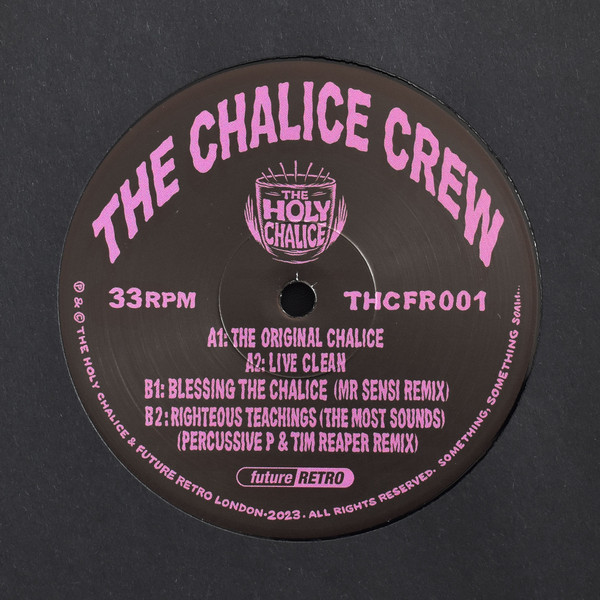 THE CHALICE CREW
THE
HOLY
CHALICE
33RPM
THCFR001
A1: THE ORIGINAL CHALICE
A2: LIVE CLEAN
B1: BLESSING THE CHALICE (MR SENSI REMIX)
B2: RIGHTEOUS TEACHINGS (THE MOST SOUNDS)
(PERCUSSIVE P & TIM REAPER REMIX)
future RETRO
℗ & © THE HOLY CHALICE & FUTURE RETRO LONDON • 2023. ALL RIGHTS RESERVED. SOMETHING, SOMETHING